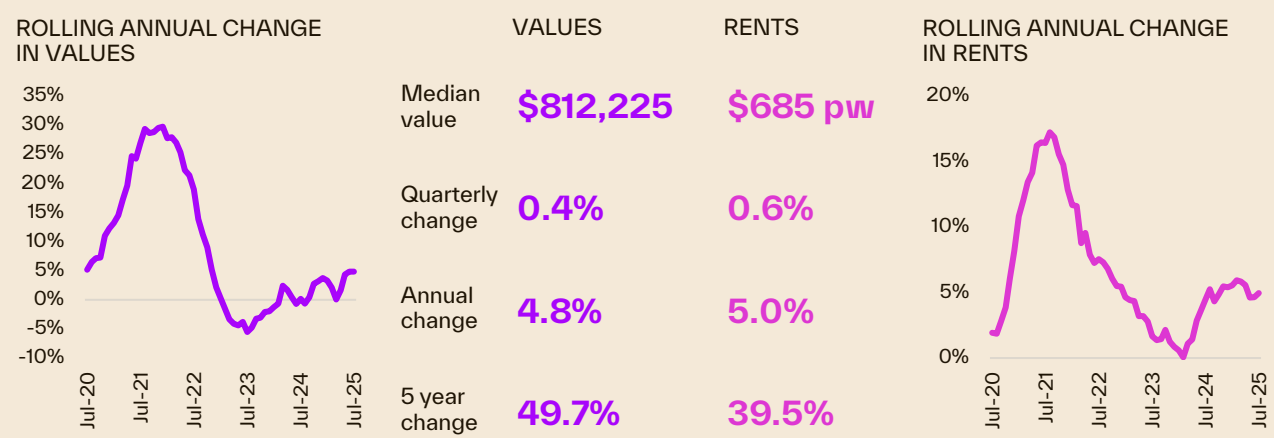 ROLLING ANNUAL CHANGE
IN VALUES
35%
30%
25%
20%
15%
10%
5%
0%
-5%
-10%
Jul-20
Jul-21
Jul-22
Jul-23
Jul-24
Jul-25
VALUES
RENTS
Median
value
$812,225
$685 pw
Quarterly
change
0.4%
0.6%
Annual
change
4.8%
5.0%
5 year
change
49.7%
39.5%
ROLLING ANNUAL CHANGE
IN RENTS
20%
15%
10%
5%
0%
Jul-20
Jul-21
Jul-22
Jul-23
Jul-24
Jul-25